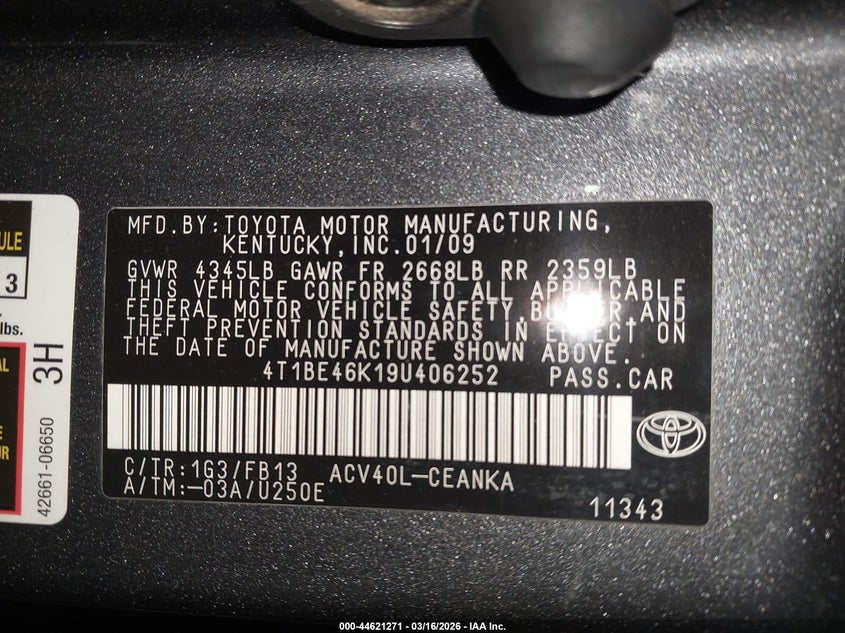 MFD.BY:TOYOTA MOTOR MANUFACTURING,
KENTUCKY,INC.01/09
GVWR 4345LB GAWR FR 2668LB RR 2359LB
THIS VEHICLE CONFORMS TO ALL APPLICABLE
FEDERAL MOTOR VEHICLE SAFETY,BUMPER,AND
THEFT PREVENTION STANDARDS IN EFFECT ON
THE DATE OF MANUFACTURE SHOWN ABOVE.
4T1BE46K19U406252 PASS.CAR
C/TR:1G3/FB13 ACV40L-CEANKA
A/TM:-03A/U250E
11343
3
lbs.
3H
42661-06650
000-44621271 - 03/16/2026 - IAA Inc.